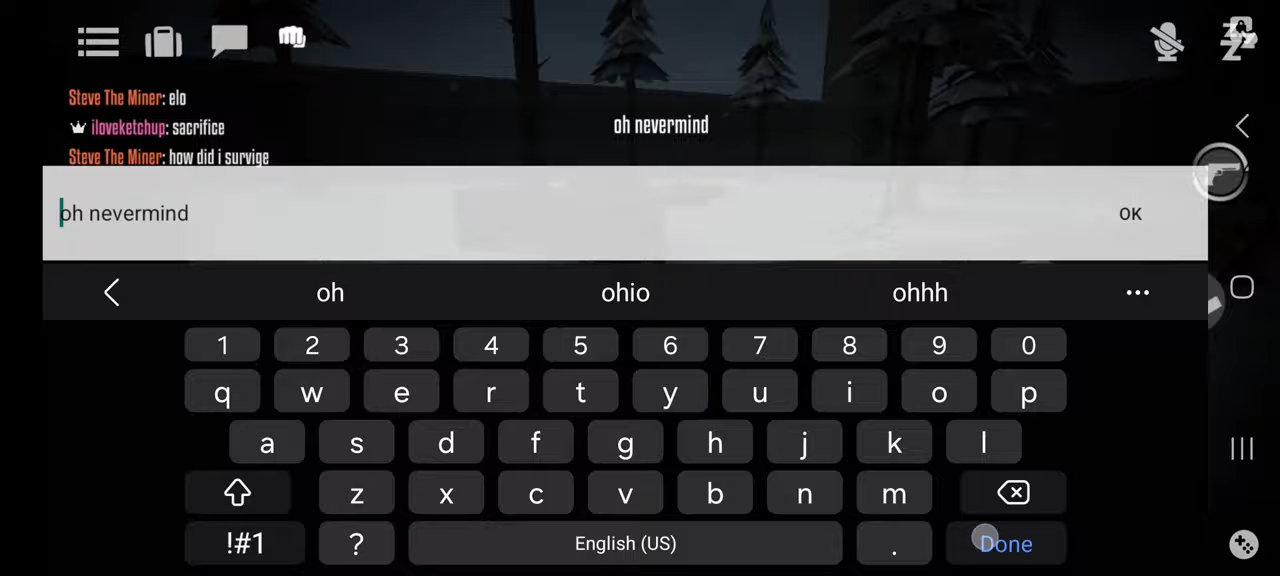 Steve The Miner: elo
iloveketchup: sacrifice
Steve The Miner: how did i survige
oh nevermind
oh nevermind
OK
oh
ohio
ohhh
1 2 3 4 5 6 7 8 9 0
q w e r t y u i o p
a s d f g h j k l
z x c v b n m
!#1 ? English (US) . Done